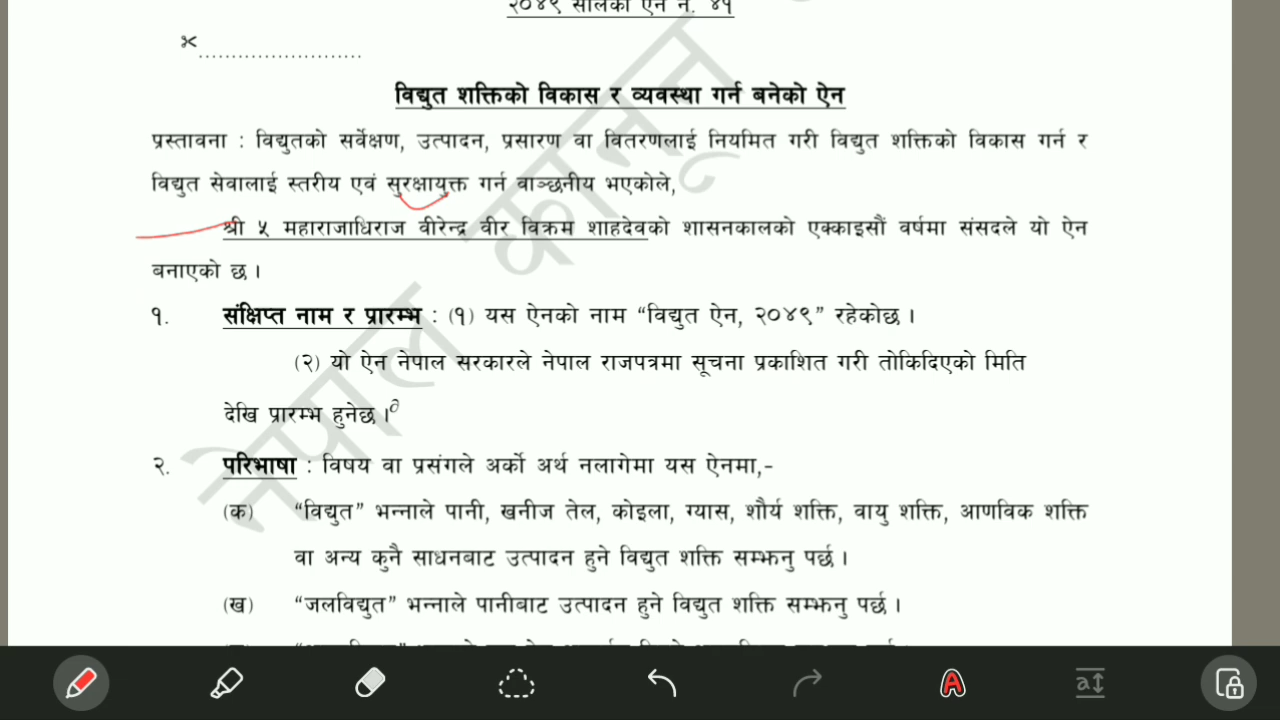 २०४९ सालको ऐन नं. ४५
✂........................
विद्युत शक्तिको विकास र व्यवस्था गर्न बनेको ऐन
प्रस्तावना : विद्युतको सर्वेक्षण, उत्पादन, प्रसारण वा वितरणलाई नियमित गरी विद्युत शक्तिको विकास गर्न र
विद्युत सेवालाई स्तरीय एवं सुरक्षायुक्त गर्न वाञ्छनीय भएकोले,
श्री ५ महाराजाधिराज वीरेन्द्र वीर विक्रम शाहदेवको शासनकालको एक्काइसौं वर्षमा संसदले यो ऐन
बनाएको छ ।
१. संक्षिप्त नाम र प्रारम्भ : (१) यस ऐनको नाम “विद्युत ऐन, २०४९” रहेकोछ ।
(२) यो ऐन नेपाल सरकारले नेपाल राजपत्रमा सूचना प्रकाशित गरी तोकिदिएको मिति
देखि प्रारम्भ हुनेछ ।∂
२. परिभाषा : विषय वा प्रसंगले अर्को अर्थ नलागेमा यस ऐनमा,-
(क) “विद्युत” भन्नाले पानी, खनीज तेल, कोइला, ग्यास, शौर्य शक्ति, वायु शक्ति, आणविक शक्ति
वा अन्य कुनै साधनबाट उत्पादन हुने विद्युत शक्ति सम्झनु पर्छ ।
(ख) “जलविद्युत” भन्नाले पानीबाट उत्पादन हुने विद्युत शक्ति सम्झनु पर्छ ।
नेपाल कानून
A
a